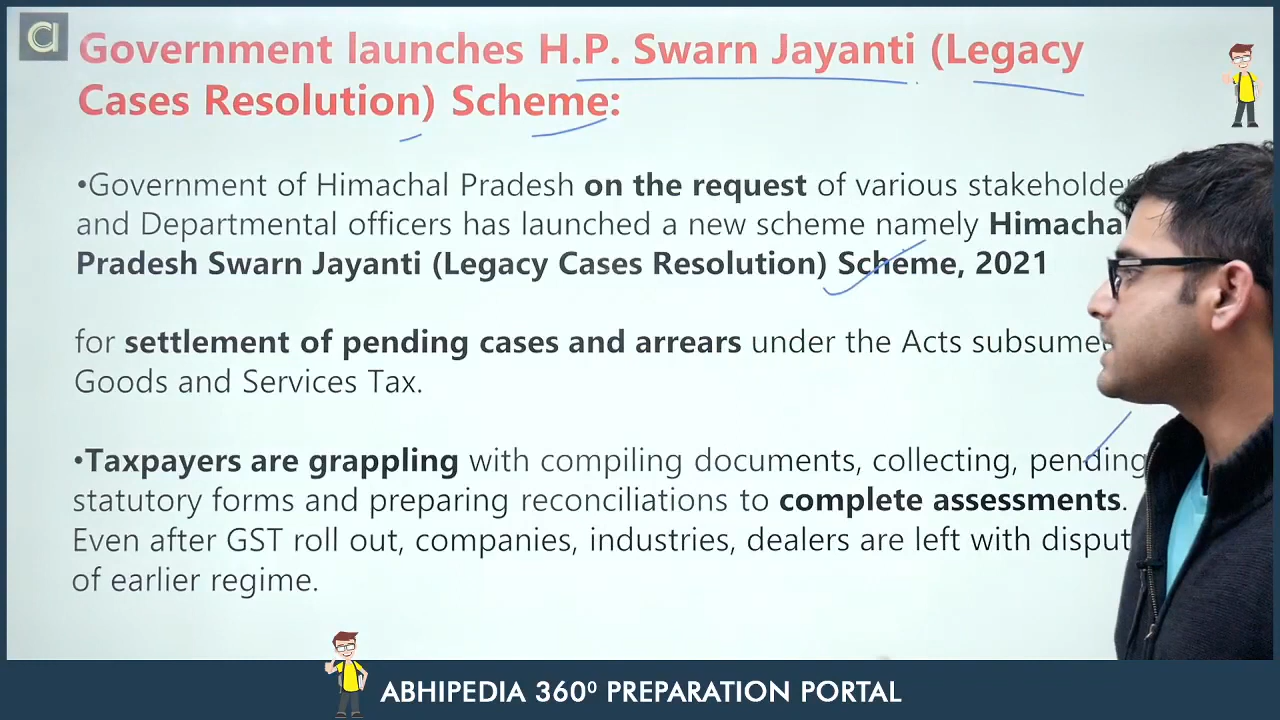 Government launches H.P. Swarn Jayanti (Legacy
Cases Resolution) Scheme:
•Government of Himachal Pradesh on the request of various
and Departmental officers has launched a new scheme namely
Pradesh Swarn Jayanti (Legacy Cases Resolution) Scheme, 2021
for settlement of pending cases and arrears under the Acts
Goods and Services Tax.
•Taxpayers are grappling with compiling documents, collecting, pending
statutory forms and preparing reconciliations to complete assessments.
Even after GST roll out, companies, industries, dealers are left with
of earlier regime.
ABHIPEDIA 360⁰ PREPARATION PORTAL